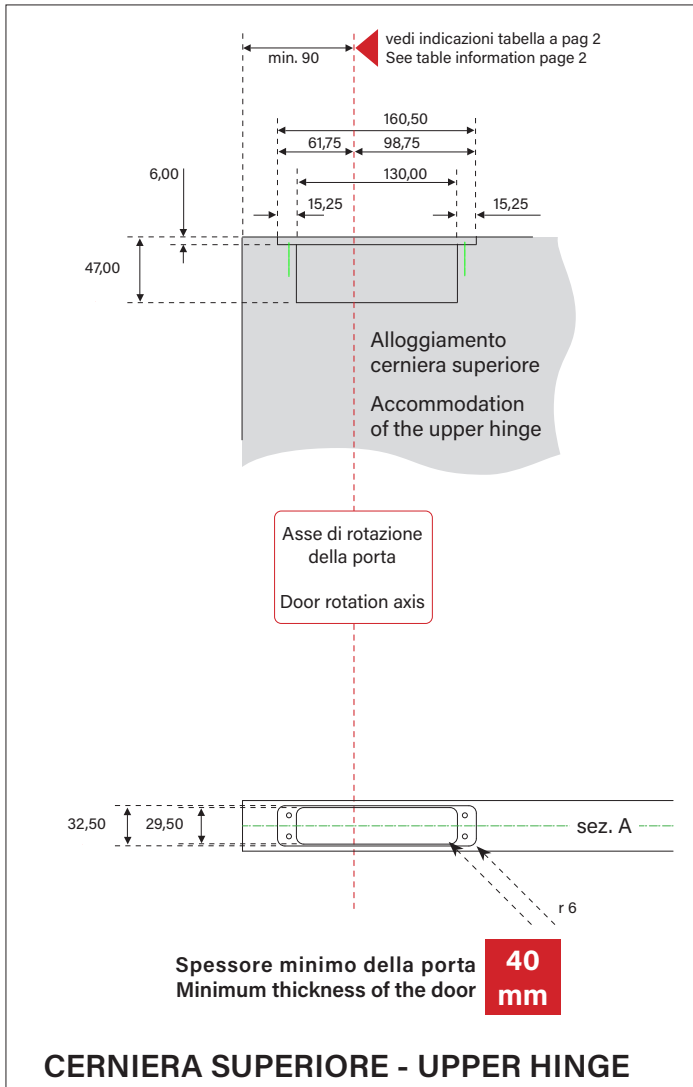 vedi indicazioni tabella a pag 2
See table information page 2
min. 90
160,50
61,75
98,75
6,00
130,00
15,25
15,25
47,00
Alloggiamento
cerniera superiore
Accommodation
of the upper hinge
Asse di rotazione
della porta
Door rotation axis
32,50
29,50
sez. A
r 6
Spessore minimo della porta
Minimum thickness of the door
40
mm
CERNIERA SUPERIORE - UPPER HINGE